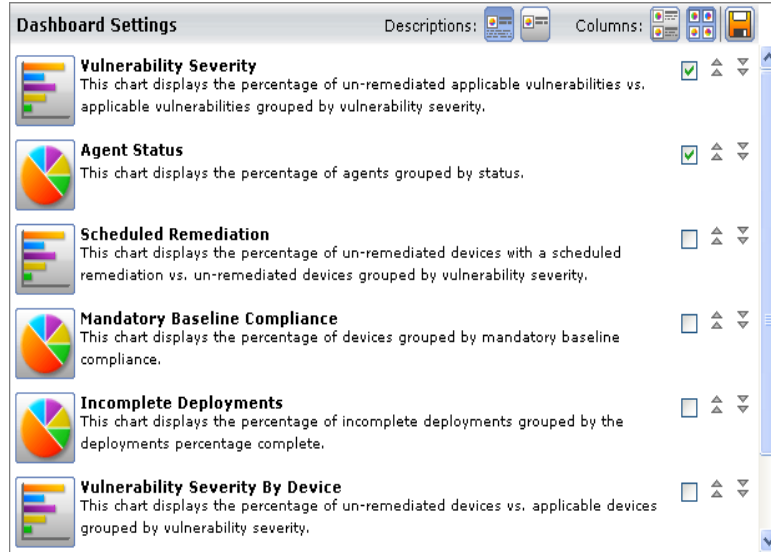 Dashboard Settings Descriptions: Columns:
Vulnerability Severity
This chart displays the percentage of un-remediated applicable vulnerabilities vs.
applicable vulnerabilities grouped by vulnerability severity.
Agent Status
This chart displays the percentage of agents grouped by status.
Scheduled Remediation
This chart displays the percentage of un-remediated devices with a scheduled
remediation vs. un-remediated devices grouped by vulnerability severity.
Mandatory Baseline Compliance
This chart displays the percentage of devices grouped by mandatory baseline
compliance.
Incomplete Deployments
This chart displays the percentage of incomplete deployments grouped by the
deployments percentage complete.
Vulnerability Severity By Device
This chart displays the percentage of un-remediated devices vs. applicable devices
grouped by vulnerability severity.